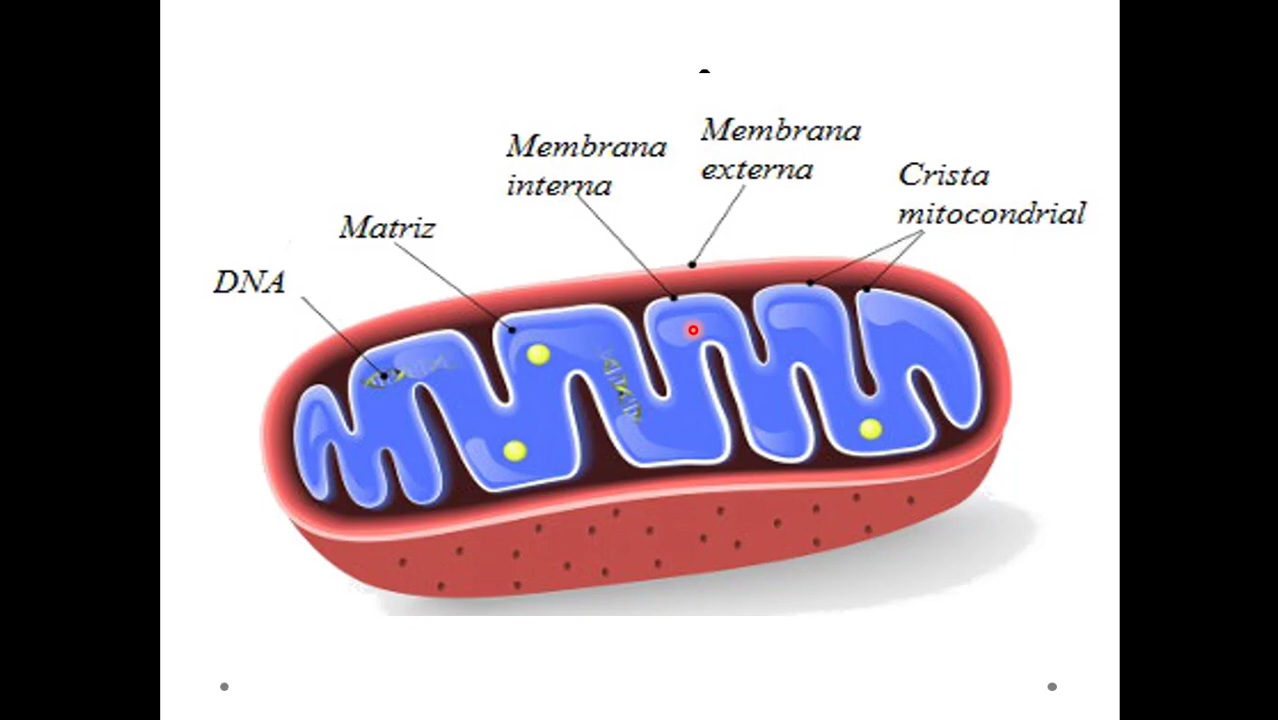 Membrana
externa
Membrana
interna
Crista
mitocondrial
Matriz
DNA